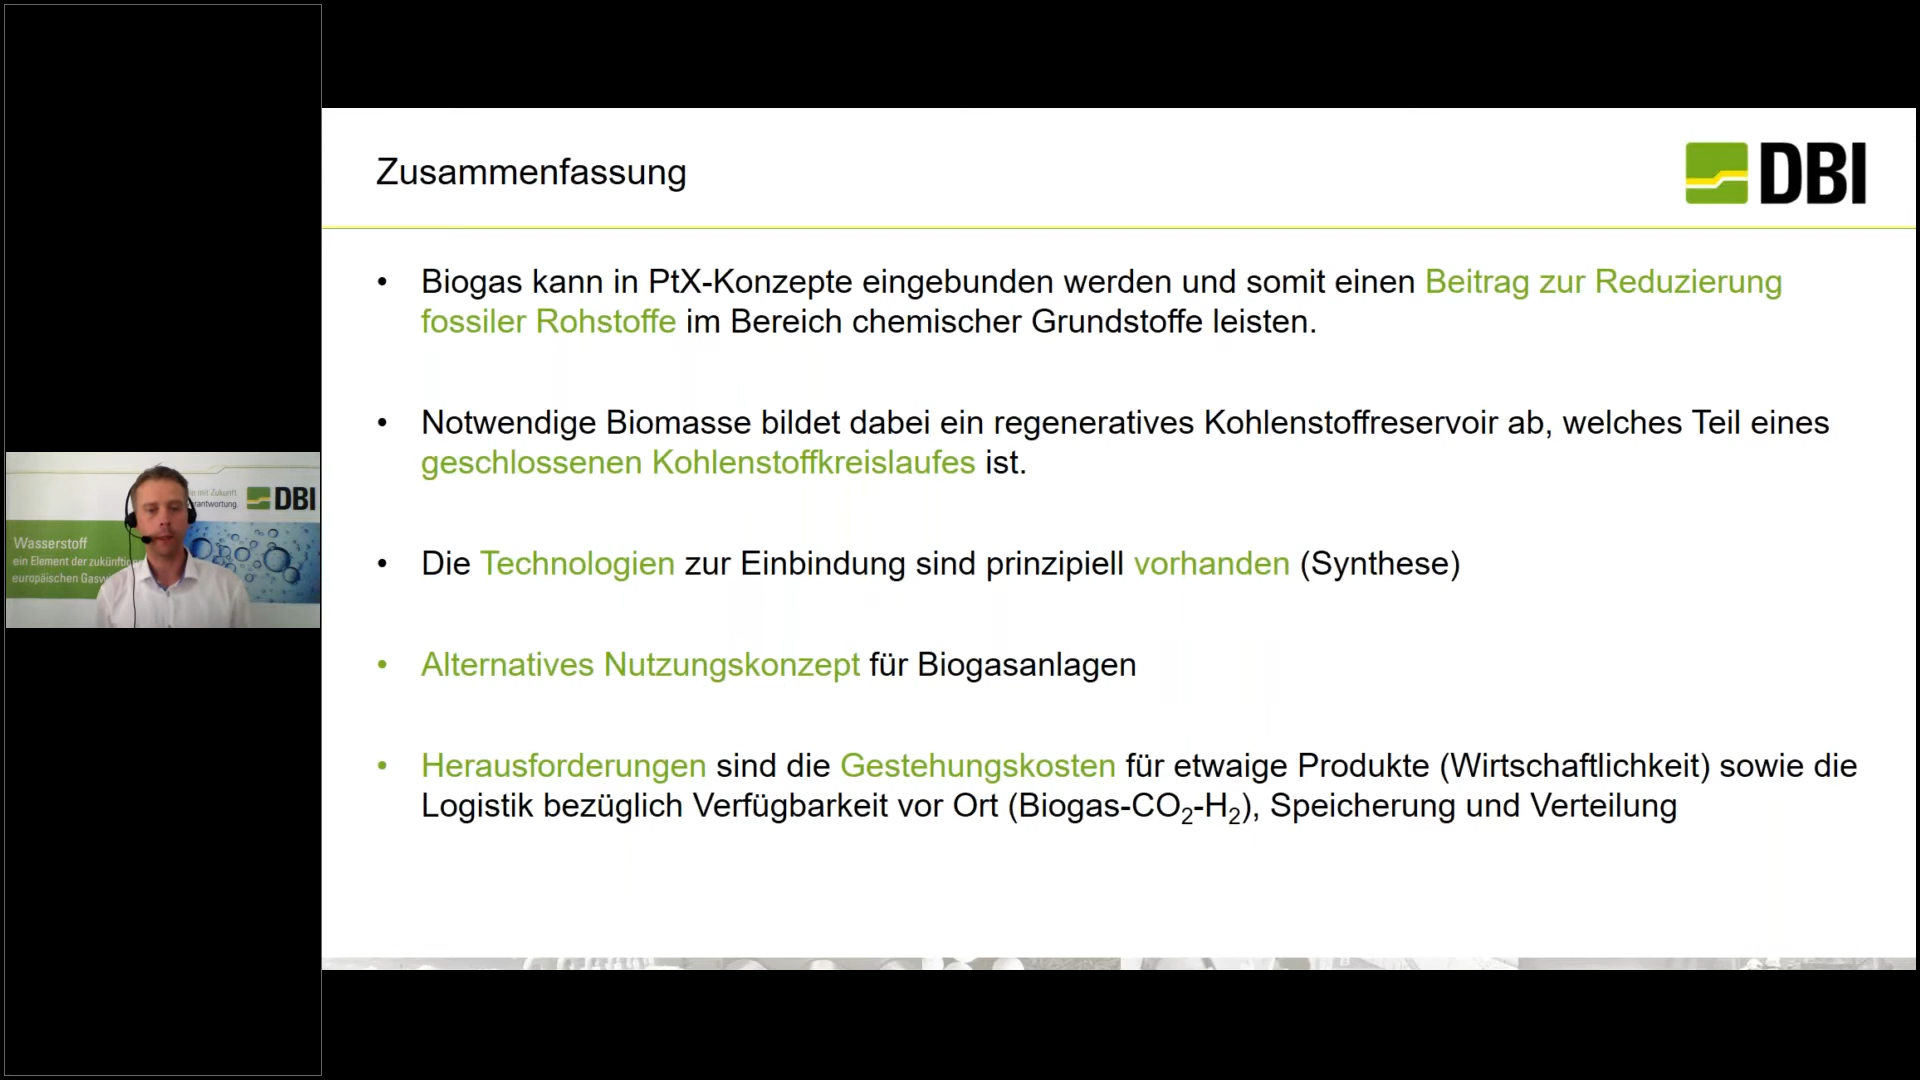 Zusammenfassung
DBI
• Biogas kann in PtX-Konzepte eingebunden werden und somit einen Beitrag zur Reduzierung
fossiler Rohstoffe im Bereich chemischer Grundstoffe leisten.
• Notwendige Biomasse bildet dabei ein regeneratives Kohlenstoffreservoir ab, welches Teil eines
geschlossenen Kohlenstoffkreislaufes ist.
• Die Technologien zur Einbindung sind prinzipiell vorhanden (Synthese)
• Alternatives Nutzungskonzept für Biogasanlagen
• Herausforderungen sind die Gestehungskosten für etwaige Produkte (Wirtschaftlichkeit) sowie die
Logistik bezüglich Verfügbarkeit vor Ort (Biogas-CO₂-H₂), Speicherung und Verteilung
mit Zukunft
DBI
Wasserstoff
ein Element der
europäischen